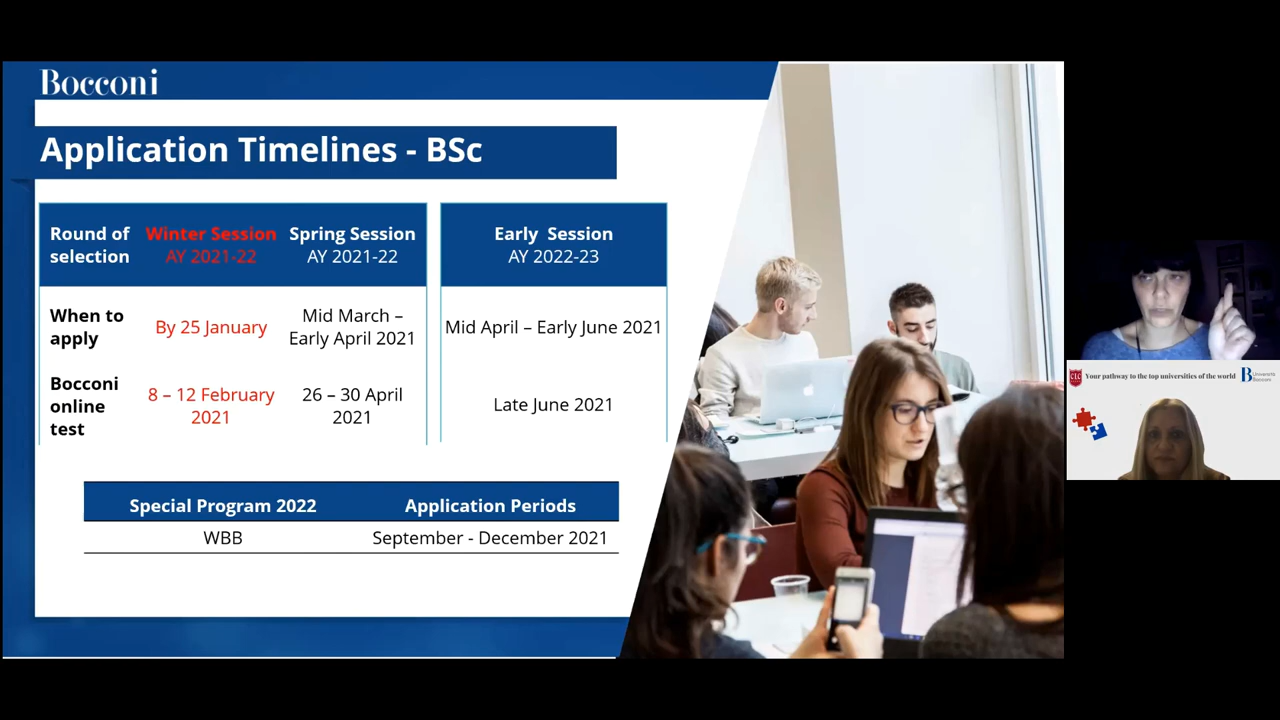 Bocconi
Application Timelines - BSc
Round of selection
Winter Session
AY 2021-22
Spring Session
AY 2021-22
Early Session
AY 2022-23
When to apply
By 25 January
Mid March –
Early April 2021
Mid April – Early June 2021
Bocconi online test
8 – 12 February
2021
26 – 30 April
2021
Late June 2021
Special Program 2022
Application Periods
WBB
September - December 2021
CTC
Your pathway to the top universities of the world
B
Università
Bocconi